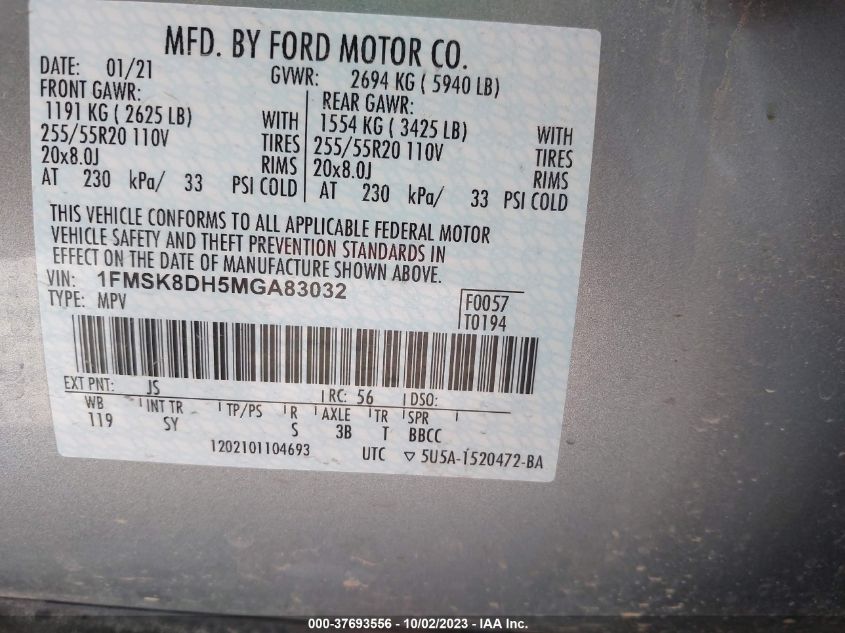 MFD. BY FORD MOTOR CO.
DATE: 01/21 GVWR: 2694 KG ( 5940 LB)
FRONT GAWR: REAR GAWR:
1191 KG ( 2625 LB) WITH 1554 KG ( 3425 LB) WITH
255/55R20 110V TIRES 255/55R20 110V TIRES
20x8.0J RIMS 20x8.0J RIMS
AT 230 kPa/ 33 PSI COLD AT 230 kPa/ 33 PSI COLD
THIS VEHICLE CONFORMS TO ALL APPLICABLE FEDERAL MOTOR
VEHICLE SAFETY AND THEFT PREVENTION STANDARDS IN
EFFECT ON THE DATE OF MANUFACTURE SHOWN ABOVE.
VIN: 1FMSK8DH5MGA83032
TYPE: MPV F0057
T0194
EXT PNT: JS RC: 56 DSO:
WB INT TR TP/PS R AXLE TR SPR
119 SY S 3B T BBCC
1202101104693 UTC ▽ 5U5A-1520472-BA
000-37693556 - 10/02/2023 - IAA Inc.